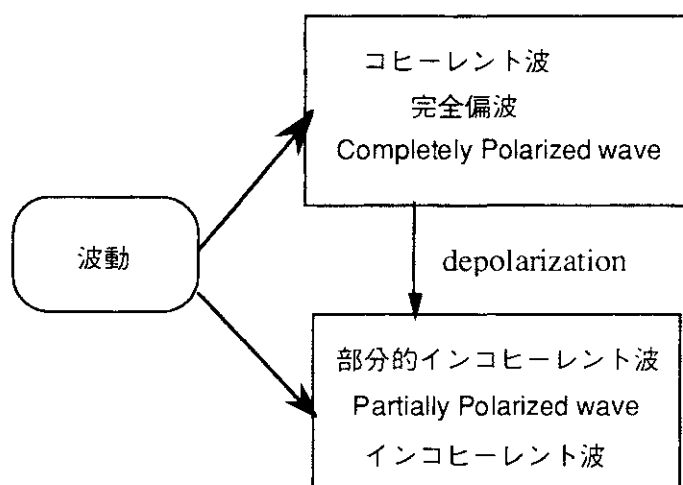 コヒーレント波
完全偏波
Completely Polarized wave
波動
depolarization
部分的インコヒーレント波
Partially Polarized wave
インコヒーレント波